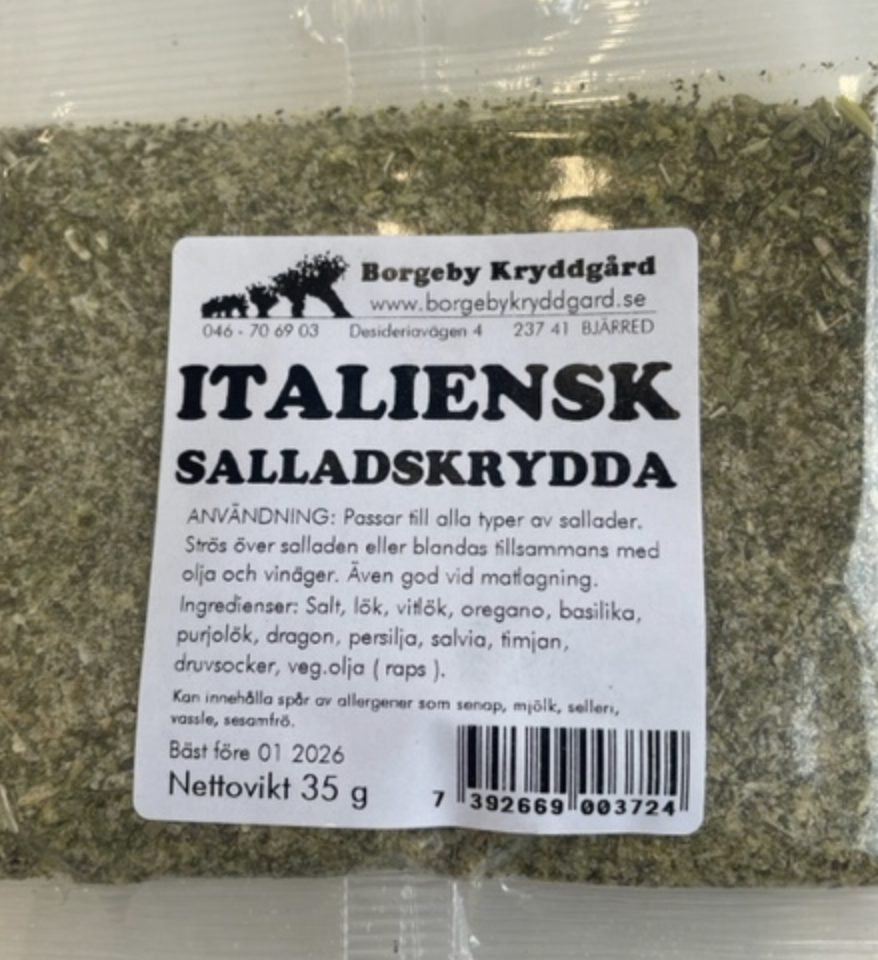 Borgeby Kryddgård
www.borgebykryddgard.se
046 - 70 69 03 Desideriavägen 4 237 41 BJÄRRED
ITALIENSK
SALLADSKRYDDA
ANVÄNDNING: Passar till alla typer av sallader.
Strös över salladen eller blandas tillsammans med
olja och vinäger. Även god vid matlagning.
Ingredienser: Salt, lök, vitlök, oregano, basilika,
purjolök, dragon, persilja, salvia, timjan,
druvsocker, veg.olja ( raps ).
Kan innehålla spår av allergener som senap, mjölk, selleri,
vassle, sesamfrö.
Bäst före 01 2026
Nettovikt 35 g
7 392669 003724